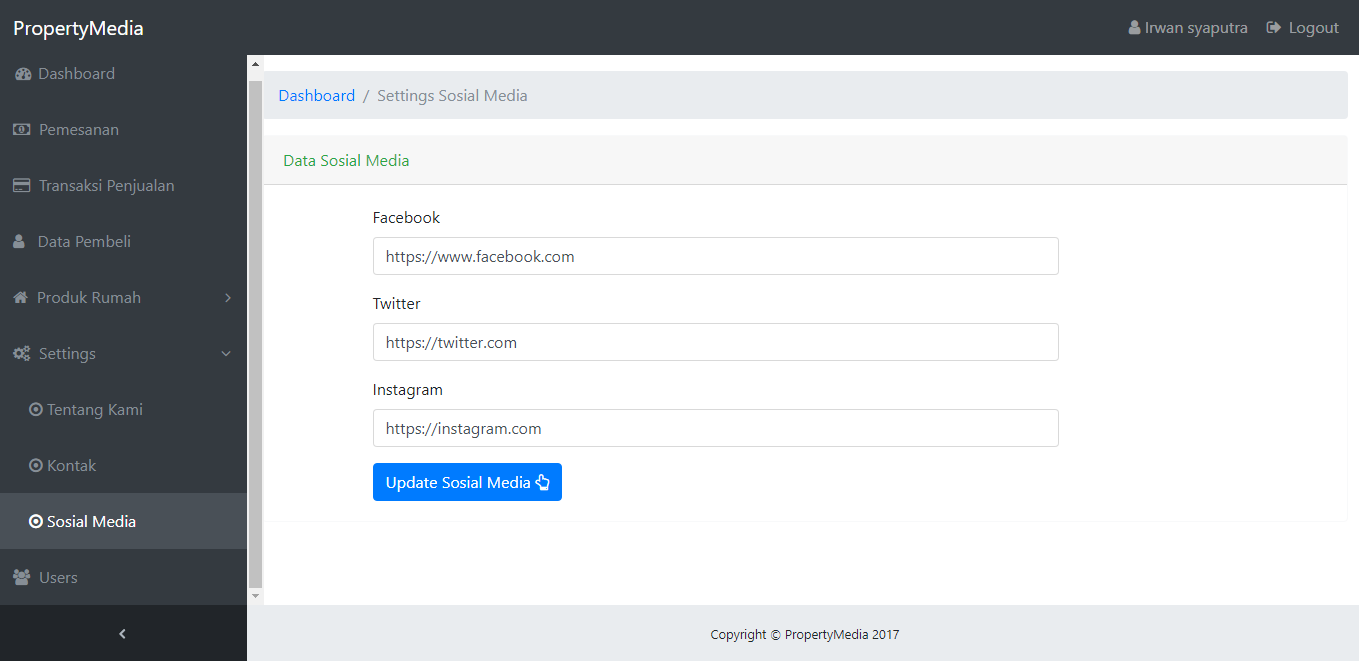 PropertyMedia
Irwan syaputra
Logout
Dashboard
Pemesanan
Transaksi Penjualan
Data Pembeli
Produk Rumah
Settings
Tentang Kami
Kontak
Sosial Media
Users
Dashboard / Settings Sosial Media
Data Sosial Media
Facebook
https://www.facebook.com
Twitter
https://twitter.com
Instagram
https://instagram.com
Update Sosial Media
Copyright © PropertyMedia 2017